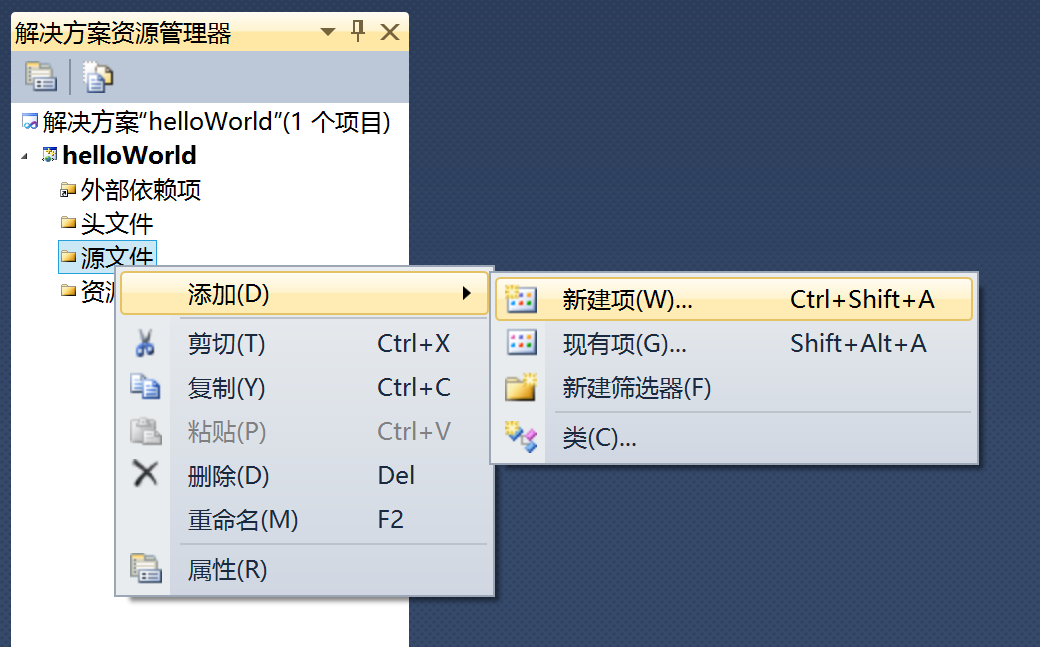 解决方案资源管理器
解决方案“helloWorld”(1 个项目)
helloWorld
外部依赖项
头文件
源文件
资源
添加(D)
剪切(T) Ctrl+X
复制(Y) Ctrl+C
粘贴(P) Ctrl+V
删除(D) Del
重命名(M) F2
属性(R)
新建项(W)... Ctrl+Shift+A
现有项(G)... Shift+Alt+A
新建筛选器(F)
类(C)...